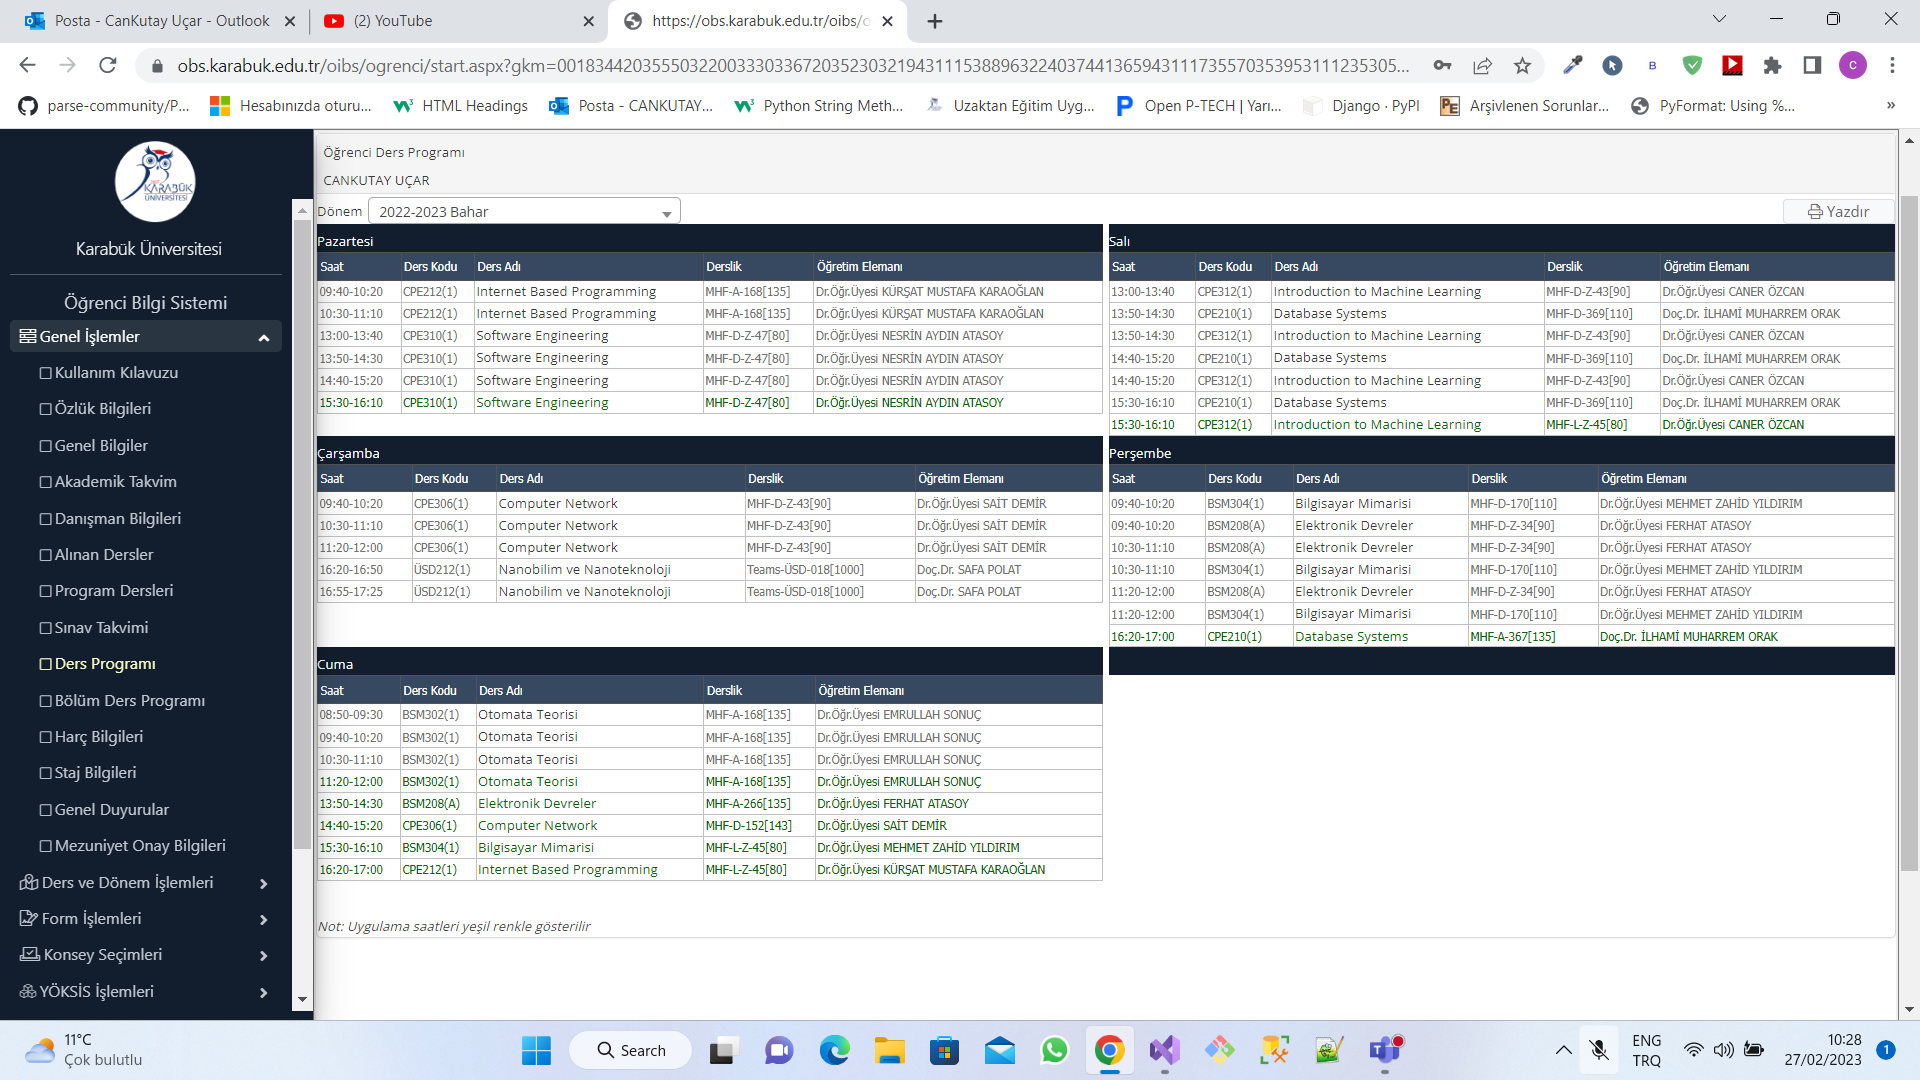 Posta - CanKutay Uçar - Outlook
(2) YouTube
https://obs.karabuk.edu.tr/oibs/o
obs.karabuk.edu.tr/oibs/ogrenci/start.aspx?gkm=00183442035550322003330336720352303219431115388963224037441365943111735570353953111235305...
parse-community/P...
Hesabınızda oturu...
HTML Headings
Posta - CANKUTAY...
Python String Meth...
Uzaktan Eğitim Uyg...
Open P-TECH | Yarı...
Django · PyPI
Arşivlenen Sorunlar...
PyFormat: Using %...
KARABÜK
ÜNİVERSİTESİ
Karabük Üniversitesi
Öğrenci Bilgi Sistemi
Genel İşlemler
Kullanım Kılavuzu
Özlük Bilgileri
Genel Bilgiler
Akademik Takvim
Danışman Bilgileri
Alınan Dersler
Program Dersleri
Sınav Takvimi
Ders Programı
Bölüm Ders Programı
Harç Bilgileri
Staj Bilgileri
Genel Duyurular
Mezuniyet Onay Bilgileri
Ders ve Dönem İşlemleri
Form İşlemleri
Konsey Seçimleri
YÖKSİS İşlemleri
Öğrenci Ders Programı
CANKUTAY UÇAR
Dönem 2022-2023 Bahar
Yazdır
Pazartesi
Saat Ders Kodu Ders Adı Derslik Öğretim Elemanı
09:40-10:20 CPE212(1) Internet Based Programming MHF-A-168[135] Dr.Öğr.Üyesi KÜRŞAT MUSTAFA KARAOĞLAN
10:30-11:10 CPE212(1) Internet Based Programming MHF-A-168[135] Dr.Öğr.Üyesi KÜRŞAT MUSTAFA KARAOĞLAN
13:00-13:40 CPE310(1) Software Engineering MHF-D-Z-47[80] Dr.Öğr.Üyesi NESRİN AYDIN ATASOY
13:50-14:30 CPE310(1) Software Engineering MHF-D-Z-47[80] Dr.Öğr.Üyesi NESRİN AYDIN ATASOY
14:40-15:20 CPE310(1) Software Engineering MHF-D-Z-47[80] Dr.Öğr.Üyesi NESRİN AYDIN ATASOY
15:30-16:10 CPE310(1) Software Engineering MHF-D-Z-47[80] Dr.Öğr.Üyesi NESRİN AYDIN ATASOY
Salı
Saat Ders Kodu Ders Adı Derslik Öğretim Elemanı
13:00-13:40 CPE312(1) Introduction to Machine Learning MHF-D-Z-43[90] Dr.Öğr.Üyesi CANER ÖZCAN
13:50-14:30 CPE210(1) Database Systems MHF-D-369[110] Doç.Dr. İLHAMİ MUHARREM ORAK
13:50-14:30 CPE312(1) Introduction to Machine Learning MHF-D-Z-43[90] Dr.Öğr.Üyesi CANER ÖZCAN
14:40-15:20 CPE210(1) Database Systems MHF-D-369[110] Doç.Dr. İLHAMİ MUHARREM ORAK
14:40-15:20 CPE312(1) Introduction to Machine Learning MHF-D-Z-43[90] Dr.Öğr.Üyesi CANER ÖZCAN
15:30-16:10 CPE210(1) Database Systems MHF-D-369[110] Doç.Dr. İLHAMİ MUHARREM ORAK
15:30-16:10 CPE312(1) Introduction to Machine Learning MHF-L-Z-45[80] Dr.Öğr.Üyesi CANER ÖZCAN
Çarşamba
Saat Ders Kodu Ders Adı Derslik Öğretim Elemanı
09:40-10:20 CPE306(1) Computer Network MHF-D-Z-43[90] Dr.Öğr.Üyesi SAİT DEMİR
10:30-11:10 CPE306(1) Computer Network MHF-D-Z-43[90] Dr.Öğr.Üyesi SAİT DEMİR
11:20-12:00 CPE306(1) Computer Network MHF-D-Z-43[90] Dr.Öğr.Üyesi SAİT DEMİR
16:20-16:50 ÜSD212(1) Nanobilim ve Nanoteknoloji Teams-ÜSD-018[1000] Doç.Dr. SAFA POLAT
16:55-17:25 ÜSD212(1) Nanobilim ve Nanoteknoloji Teams-ÜSD-018[1000] Doç.Dr. SAFA POLAT
Perşembe
Saat Ders Kodu Ders Adı Derslik Öğretim Elemanı
09:40-10:20 BSM304(1) Bilgisayar Mimarisi MHF-D-170[110] Dr.Öğr.Üyesi MEHMET ZAHİD YILDIRIM
09:40-10:20 BSM208(A) Elektronik Devreler MHF-D-Z-34[90] Dr.Öğr.Üyesi FERHAT ATASOY
10:30-11:10 BSM208(A) Elektronik Devreler MHF-D-Z-34[90] Dr.Öğr.Üyesi FERHAT ATASOY
10:30-11:10 BSM304(1) Bilgisayar Mimarisi MHF-D-170[110] Dr.Öğr.Üyesi MEHMET ZAHİD YILDIRIM
11:20-12:00 BSM208(A) Elektronik Devreler MHF-D-Z-34[90] Dr.Öğr.Üyesi FERHAT ATASOY
11:20-12:00 BSM304(1) Bilgisayar Mimarisi MHF-D-170[110] Dr.Öğr.Üyesi MEHMET ZAHİD YILDIRIM
16:20-17:00 CPE210(1) Database Systems MHF-A-367[135] Doç.Dr. İLHAMİ MUHARREM ORAK
Cuma
Saat Ders Kodu Ders Adı Derslik Öğretim Elemanı
08:50-09:30 BSM302(1) Otomata Teorisi MHF-A-168[135] Dr.Öğr.Üyesi EMRULLAH SONUÇ
09:40-10:20 BSM302(1) Otomata Teorisi MHF-A-168[135] Dr.Öğr.Üyesi EMRULLAH SONUÇ
10:30-11:10 BSM302(1) Otomata Teorisi MHF-A-168[135] Dr.Öğr.Üyesi EMRULLAH SONUÇ
11:20-12:00 BSM302(1) Otomata Teorisi MHF-A-168[135] Dr.Öğr.Üyesi EMRULLAH SONUÇ
13:50-14:30 BSM208(A) Elektronik Devreler MHF-A-266[135] Dr.Öğr.Üyesi FERHAT ATASOY
14:40-15:20 CPE306(1) Computer Network MHF-D-152[143] Dr.Öğr.Üyesi SAİT DEMİR
15:30-16:10 BSM304(1) Bilgisayar Mimarisi MHF-L-Z-45[80] Dr.Öğr.Üyesi MEHMET ZAHİD YILDIRIM
16:20-17:00 CPE212(1) Internet Based Programming MHF-L-Z-45[80] Dr.Öğr.Üyesi KÜRŞAT MUSTAFA KARAOĞLAN
Not: Uygulama saatleri yeşil renkle gösterilir
11°C
Çok bulutlu
Search
ENG
TRQ
10:28
27/02/2023
1